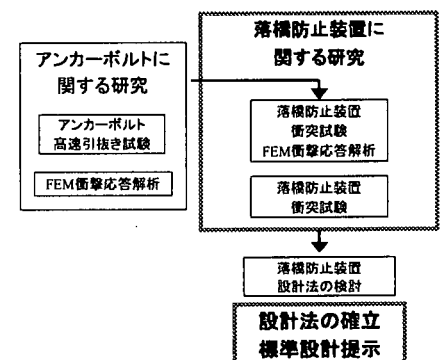 アンカーボルトに
関する研究
アンカーボルト
高速引抜き試験
FEM衝撃応答解析
落橋防止装置に
関する研究
落橋防止装置
衝突試験
FEM衝撃応答解析
落橋防止装置
衝突試験
落橋防止装置
設計法の検討
設計法の確立
標準設計提示